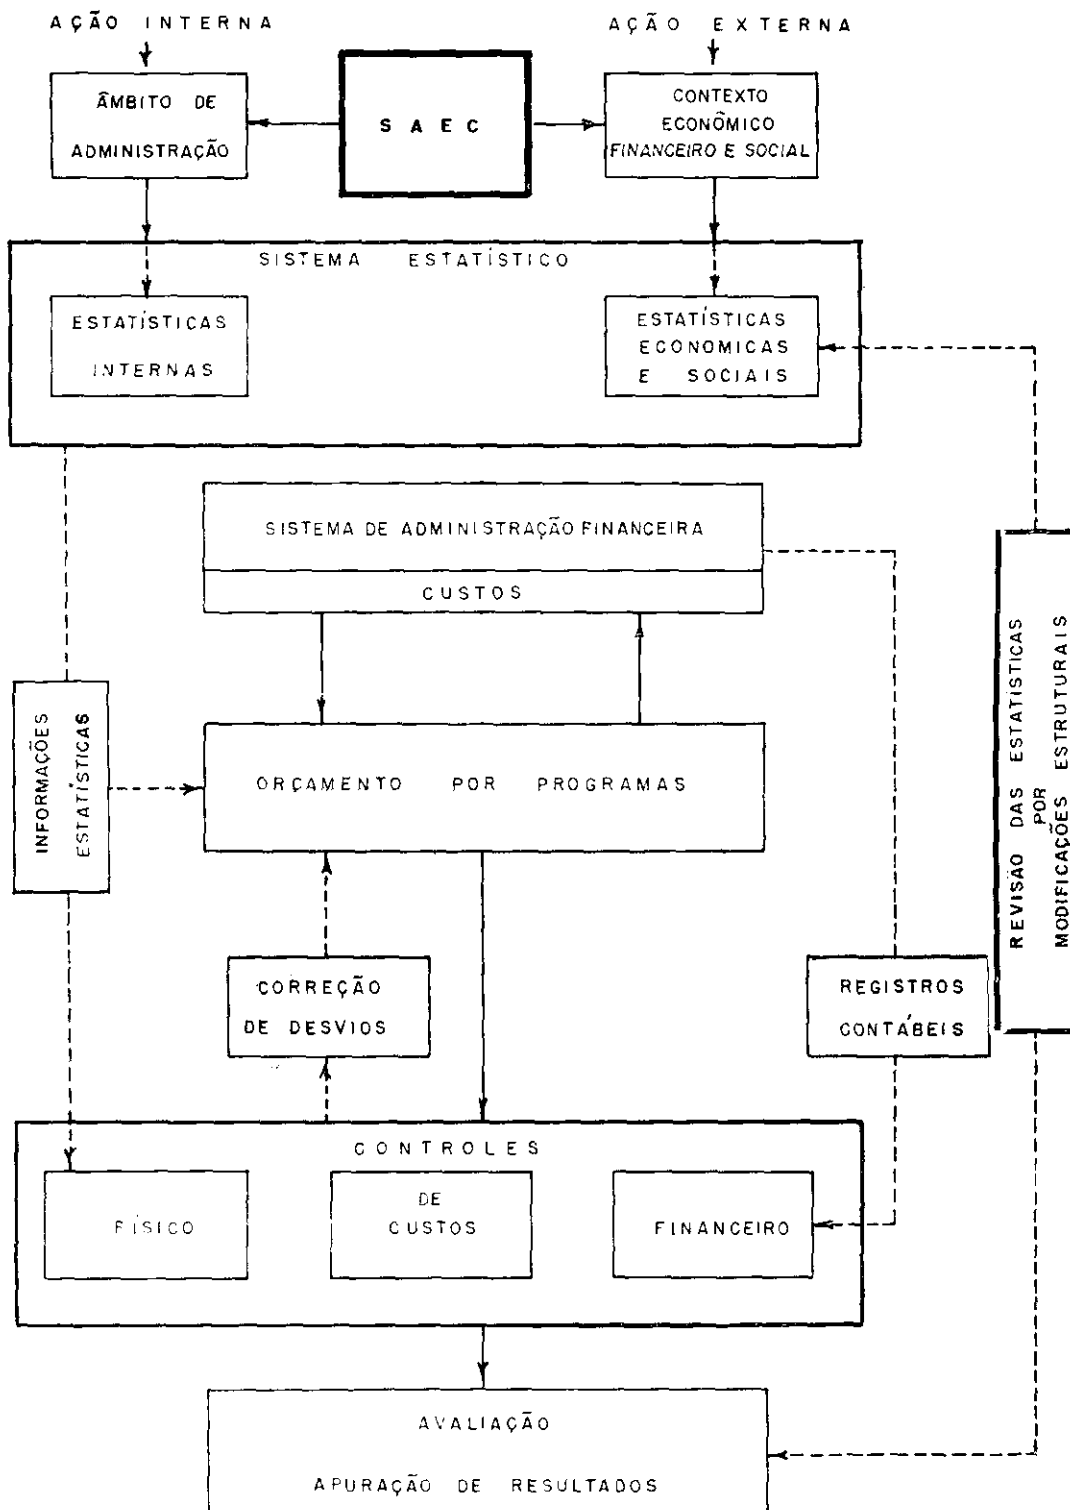 AÇÃO INTERNA
AÇÃO EXTERNA
ÂMBITO DE
ADMINISTRAÇÃO
SAEC
CONTEXTO
ECONÔMICO
FINANCEIRO E SOCIAL
SISTEMA ESTATÍSTICO
ESTATÍSTICAS
INTERNAS
ESTATÍSTICAS
ECONOMICAS
E SOCIAIS
SISTEMA DE ADMINISTRAÇÃO FINANCEIRA
CUSTOS
INFORMAÇÕES
ESTATÍSTICAS
ORÇAMENTO POR PROGRAMAS
REVISÃO DAS ESTATISTICAS
POR
MODIFICAÇÕES ESTRUTURAIS
CORREÇÃO
DE DESVIOS
REGISTROS
CONTÁBEIS
CONTROLES
FÍSICO
DE
CUSTOS
FINANCEIRO
AVALIAÇÃO
APURAÇÃO DE RESULTADOS